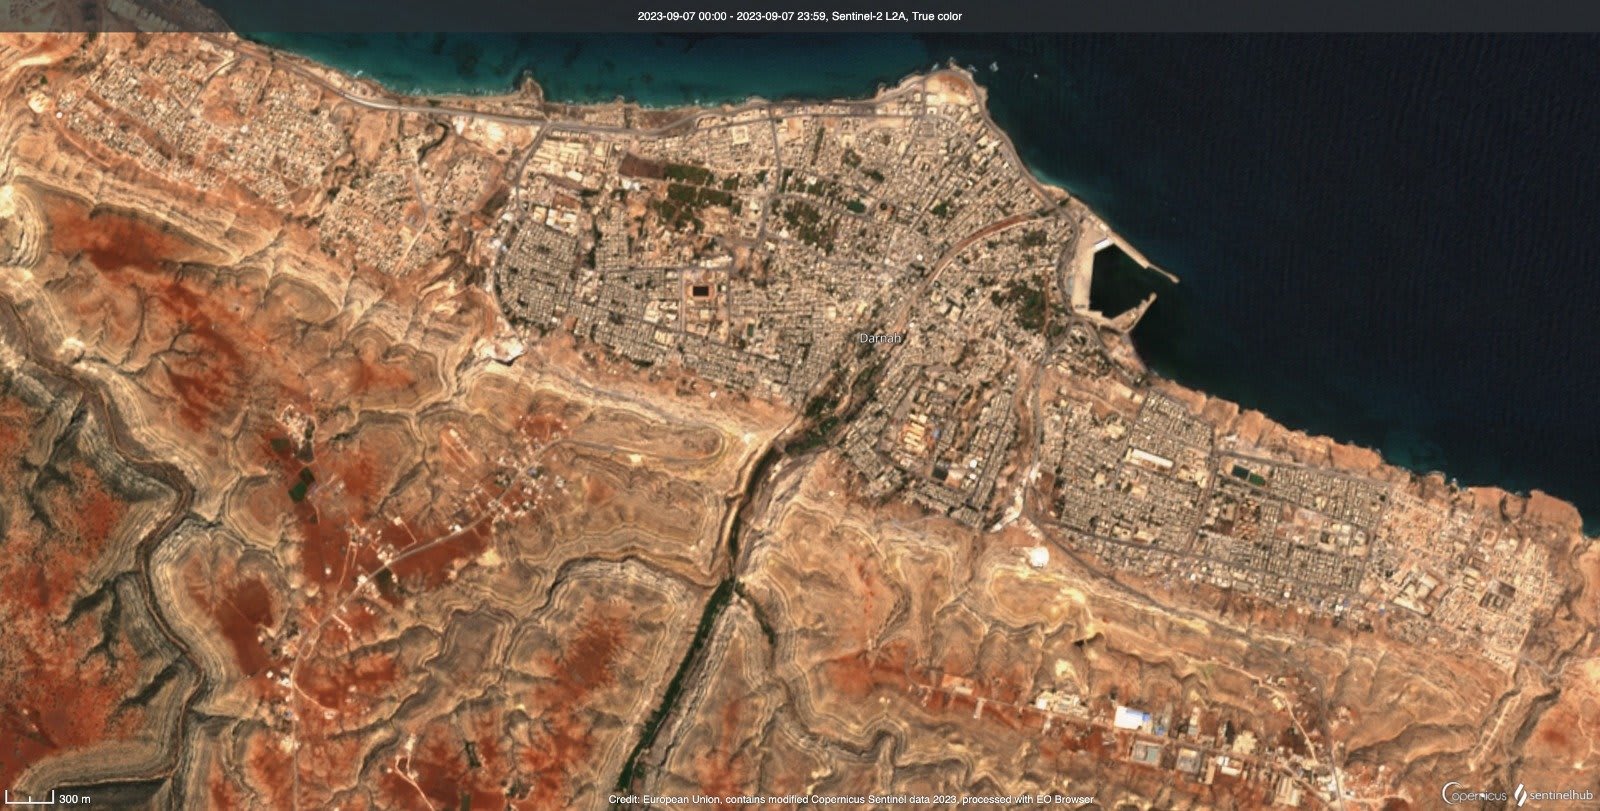 2023-09-07 00:00 - 2023-09-07 23:59, Sentinel-2 L2A, True color
Darnah
300 m
Credit: European Union, contains modified Copernicus Sentinel data 2023, processed with EO Browser
Copernicus sentinelhub